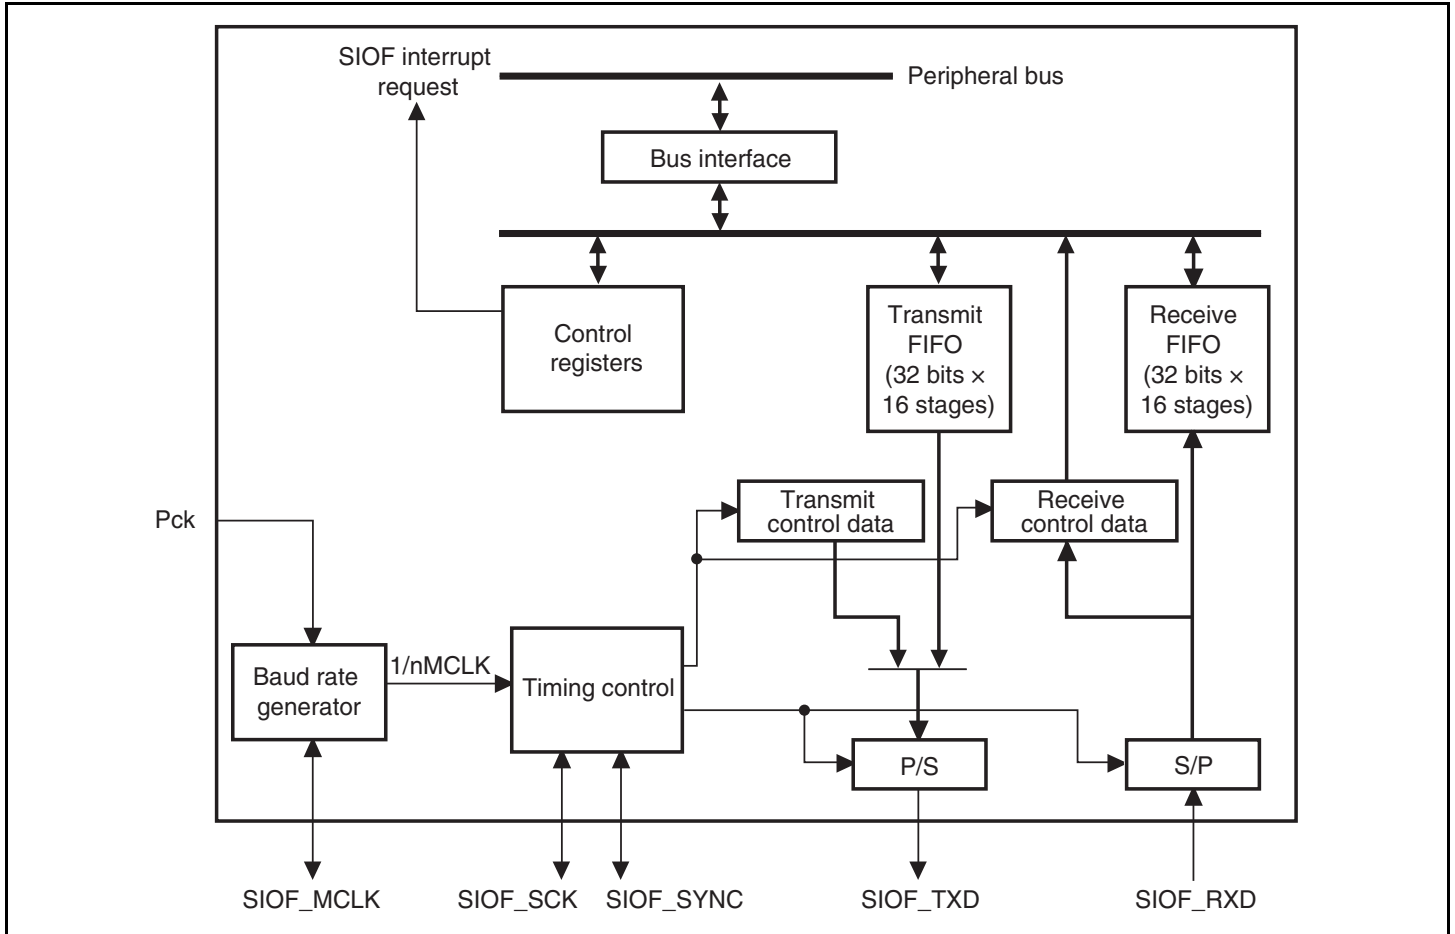 SIOF interrupt
request
Peripheral bus
Bus interface
Control
registers
Transmit
FIFO
(32 bits ×
16 stages)
Receive
FIFO
(32 bits ×
16 stages)
Transmit
control data
Receive
control data
Pck
Baud rate
generator
1/nMCLK
Timing control
P/S
S/P
SIOF_MCLK
SIOF_SCK
SIOF_SYNC
SIOF_TXD
SIOF_RXD